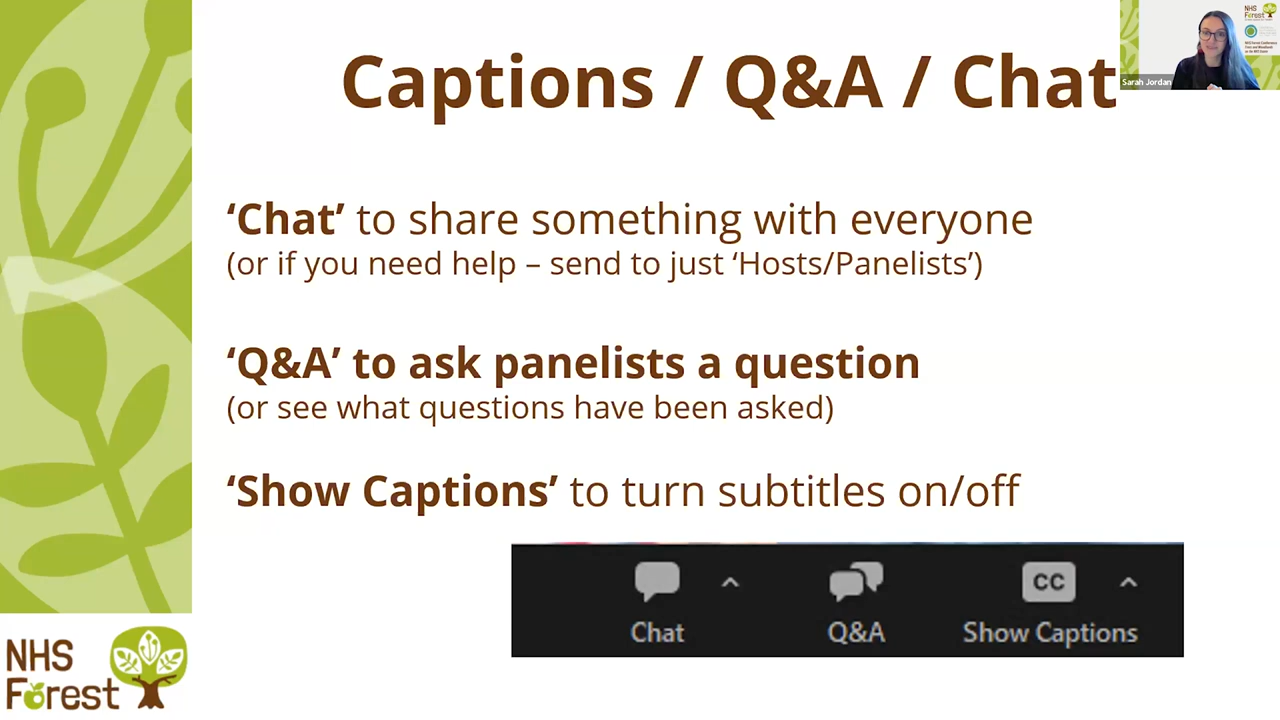 Captions / Q&A / Chat
Sarah Jordan
NHS
Forest
‘Chat’ to share something with everyone
(or if you need help – send to just ‘Hosts/Panelists’)
‘Q&A’ to ask panelists a question
(or see what questions have been asked)
‘Show Captions’ to turn subtitles on/off
Chat
Q&A
CC
Show Captions
NHS
Forest